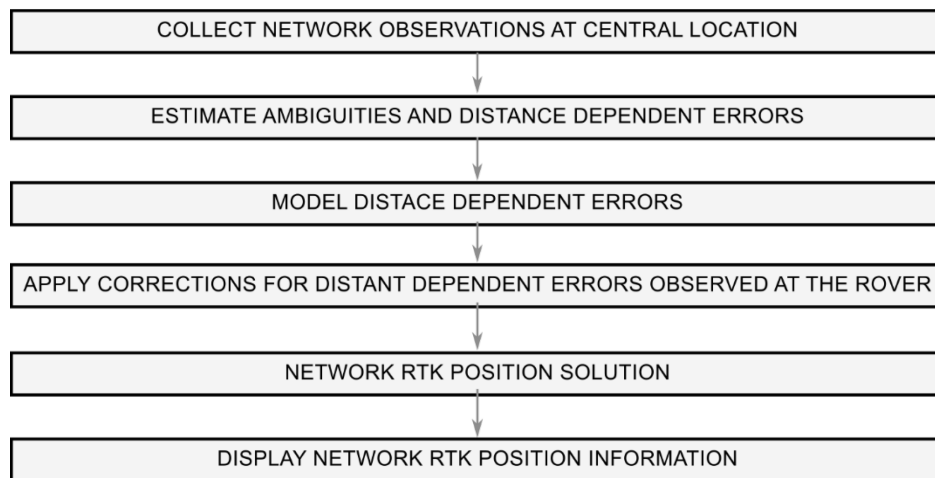 COLLECT NETWORK OBSERVATIONS AT CENTRAL LOCATION
ESTIMATE AMBIGUITIES AND DISTANCE DEPENDENT ERRORS
MODEL DISTACE DEPENDENT ERRORS
APPLY CORRECTIONS FOR DISTANT DEPENDENT ERRORS OBSERVED AT THE ROVER
NETWORK RTK POSITION SOLUTION
DISPLAY NETWORK RTK POSITION INFORMATION